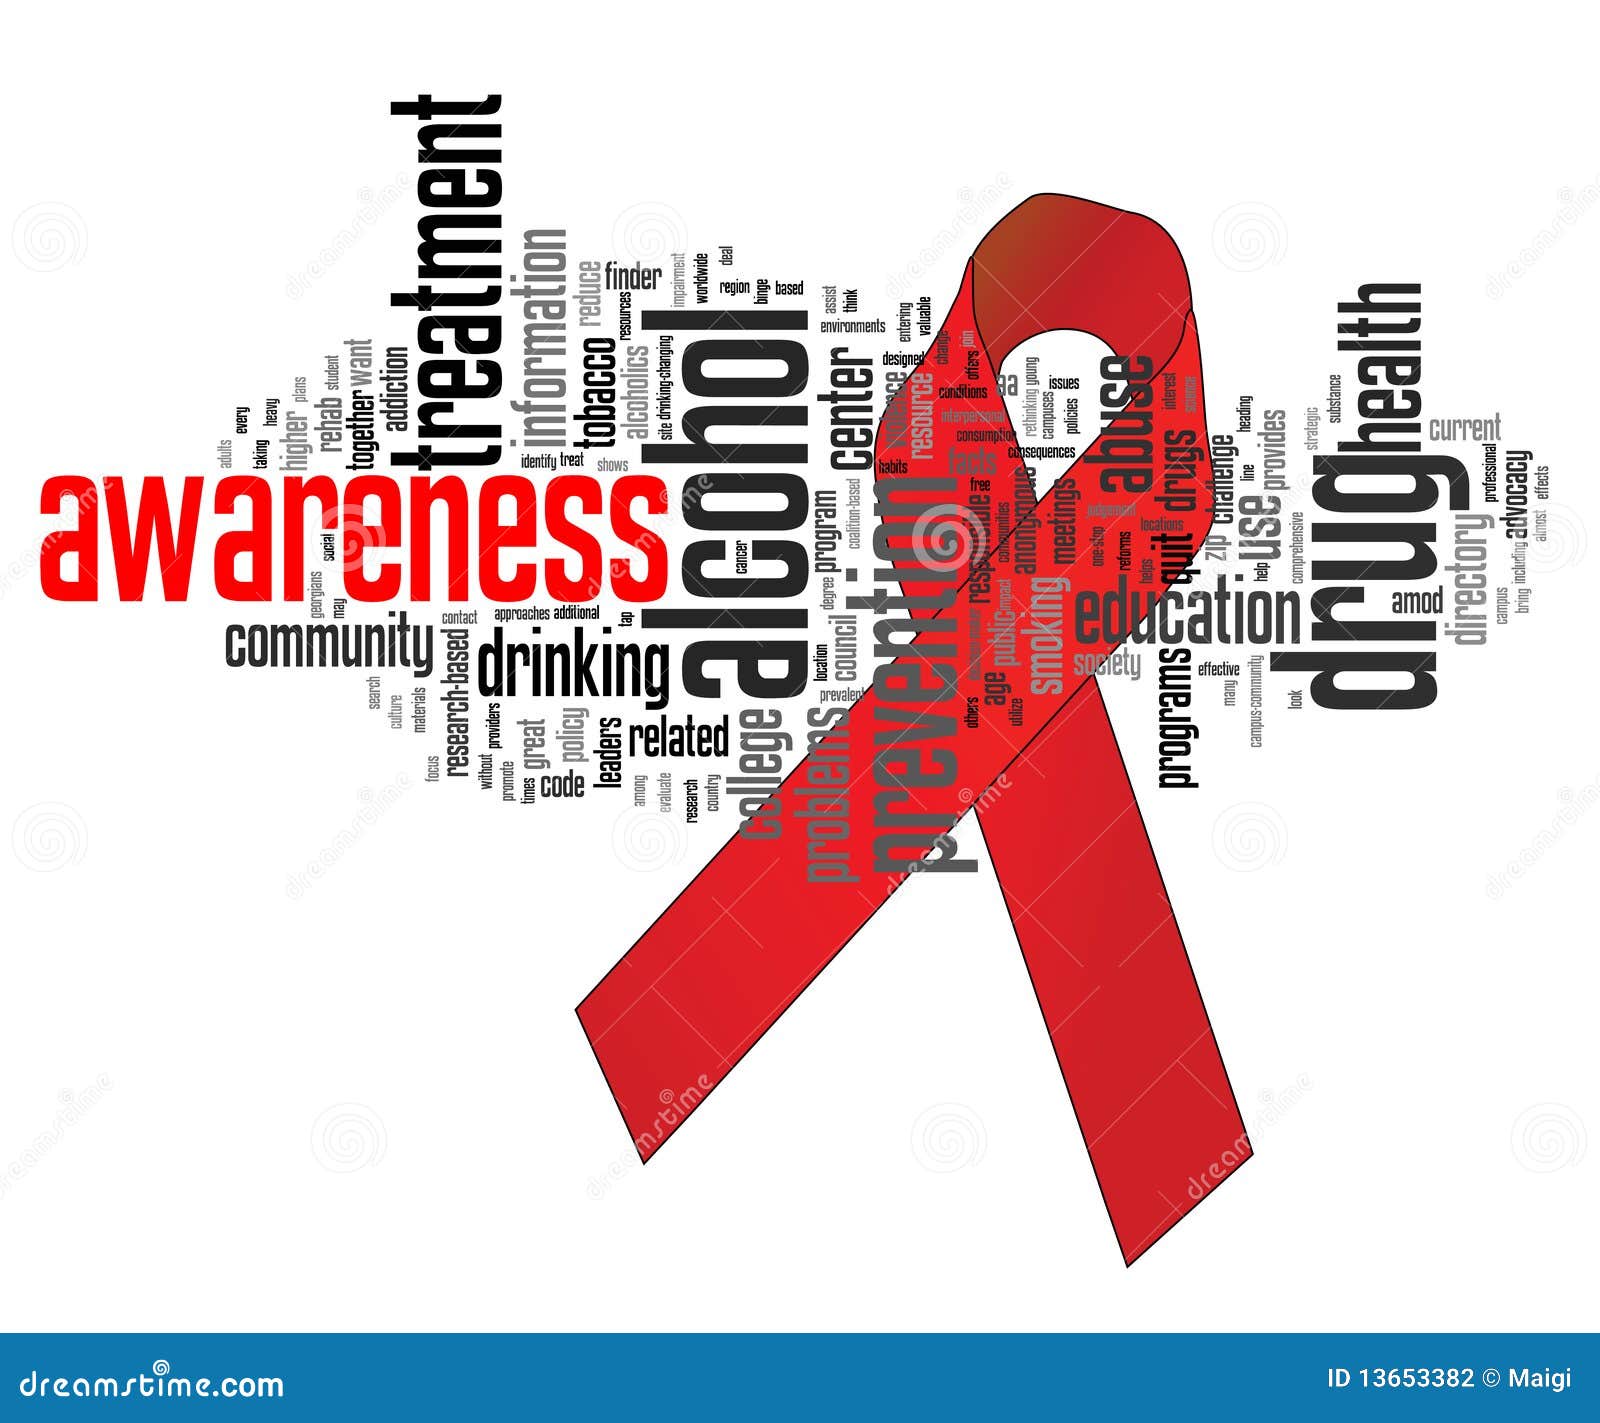 treatment
information
reduce
finder
resources
tobacco
alcoholics
site drinking-changing
impairment
worldwide
deal
region
binge
based
assist
think
environments
entering
valuable
designed
change
join
offers
conditions
aa
issues
rethinking
young
campuses
policies
interpersonal
consumption
consequences
habits
facts
free
violence
resource
center
alcohol
cancer
every
heavy
plans
student
want
adults
taking
higher
rehab
together
addiction
identify
treat
shows
awareness
georgians
social
may
contact
approaches
additional
tap
community
drinking
research-based
search
culture
materials
focus
without
providers
promote
great
times
policy
code
leaders
related
among
evaluate
research
country
college
problems
prevalent
location
council
degree
program
coalition-based
prevention
responsible
communities
anonymous
meetings
abuse
judgement
one-stop
reforms
helps
locations
quit
drugs
interest
challenge
zip
heading
line
use
provides
help
comprehensive
education
society
smoking
public
impact
age
others
utilize
programs
effective
many
campus-community
look
strategic
substance
health
drug
current
professional
advocacy
effects
almost
including
directory
amod
campus
bring
dreamstime
dreamstime.com
ID 13653382 © Maigi